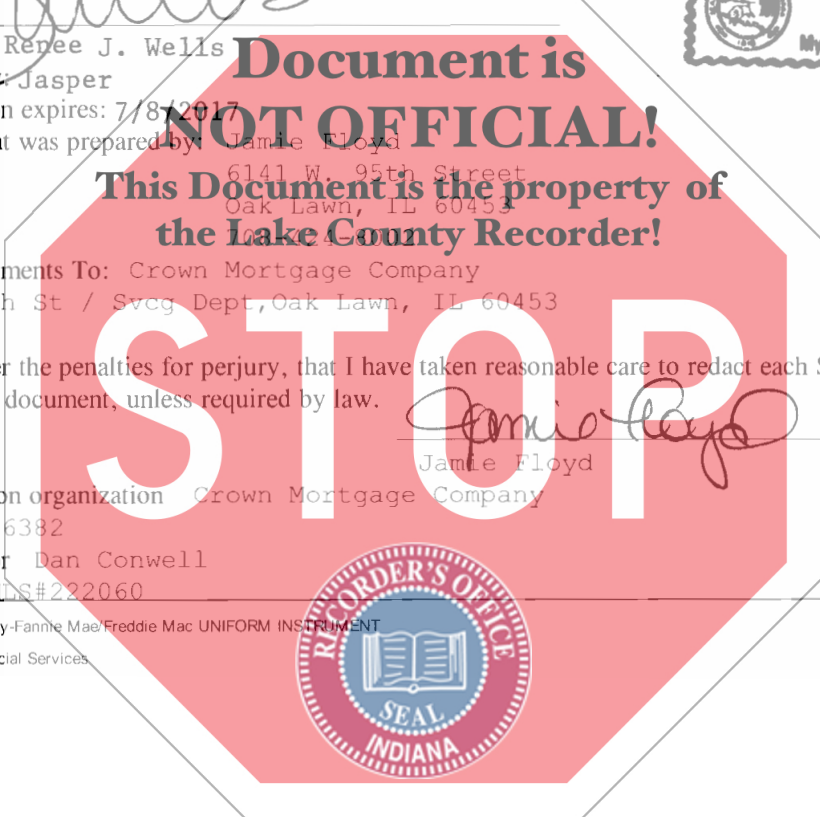 Renee J. Wells
Document is
Jasper
n expires: 7/8/2017
NOT OFFICIAL!
t was prepared by: Jamie Floyd
6141 W. 95th Street
This Document is the property of
Oak Lawn, IL 60453
the Lake County Recorder!
ments To: Crown Mortgage Company
h St / Svcg Dept, Oak Lawn, IL 60453
STOP
r the penalties for perjury, that I have taken reasonable care to redact each S
document, unless required by law.
Jamie Floyd
Jamie Floyd
on organization Crown Mortgage Company
6382
r Dan Conwell
LS#222060
y-Fannie Mae/Freddie Mac UNIFORM INSTRUMENT
cial Services
RECORDER'S OFFICE
SEAL
INDIANA
My